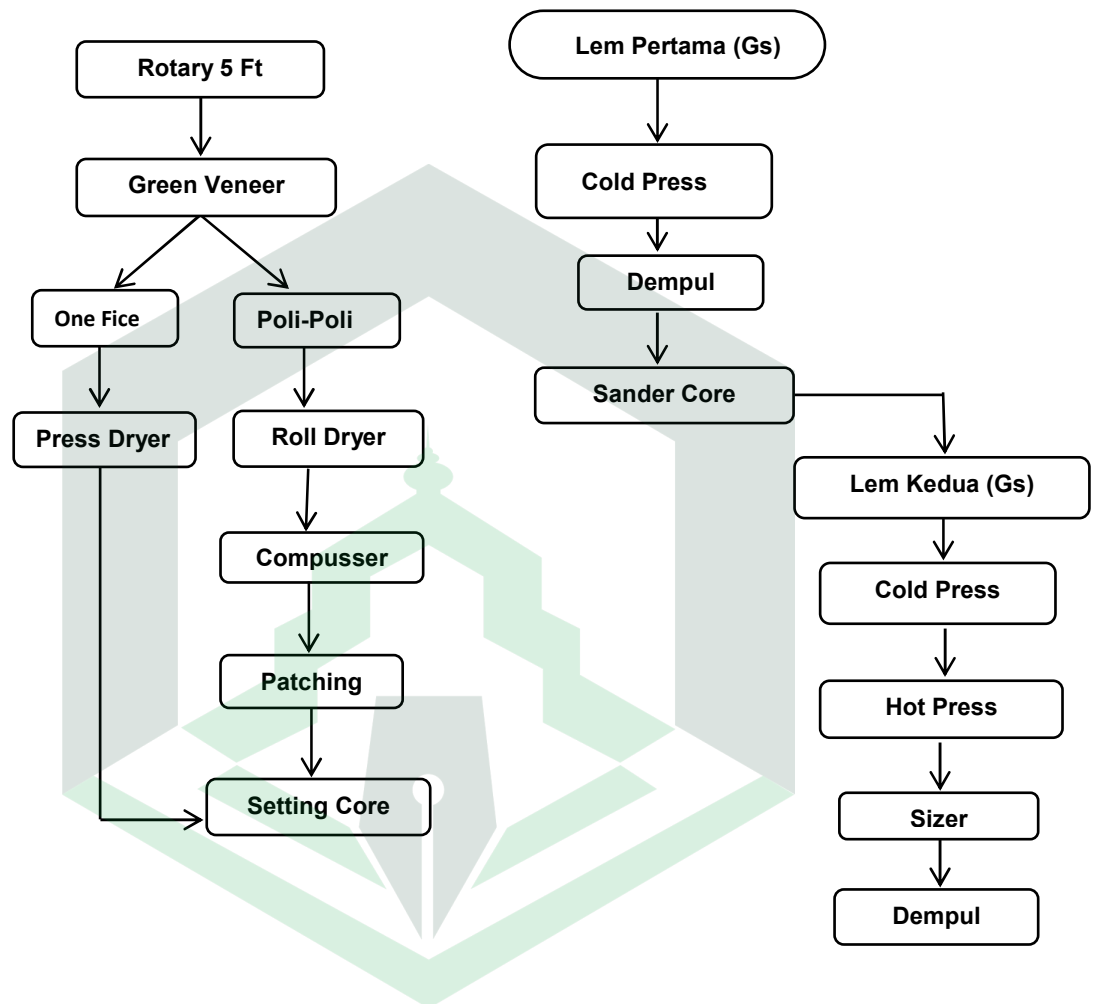 Rotary 5 Ft
Green Veneer
One Fice
Poli-Poli
Press Dryer
Roll Dryer
Compusser
Patching
Setting Core
Lem Pertama (Gs)
Cold Press
Dempul
Sander Core
Lem Kedua (Gs)
Cold Press
Hot Press
Sizer
Dempul